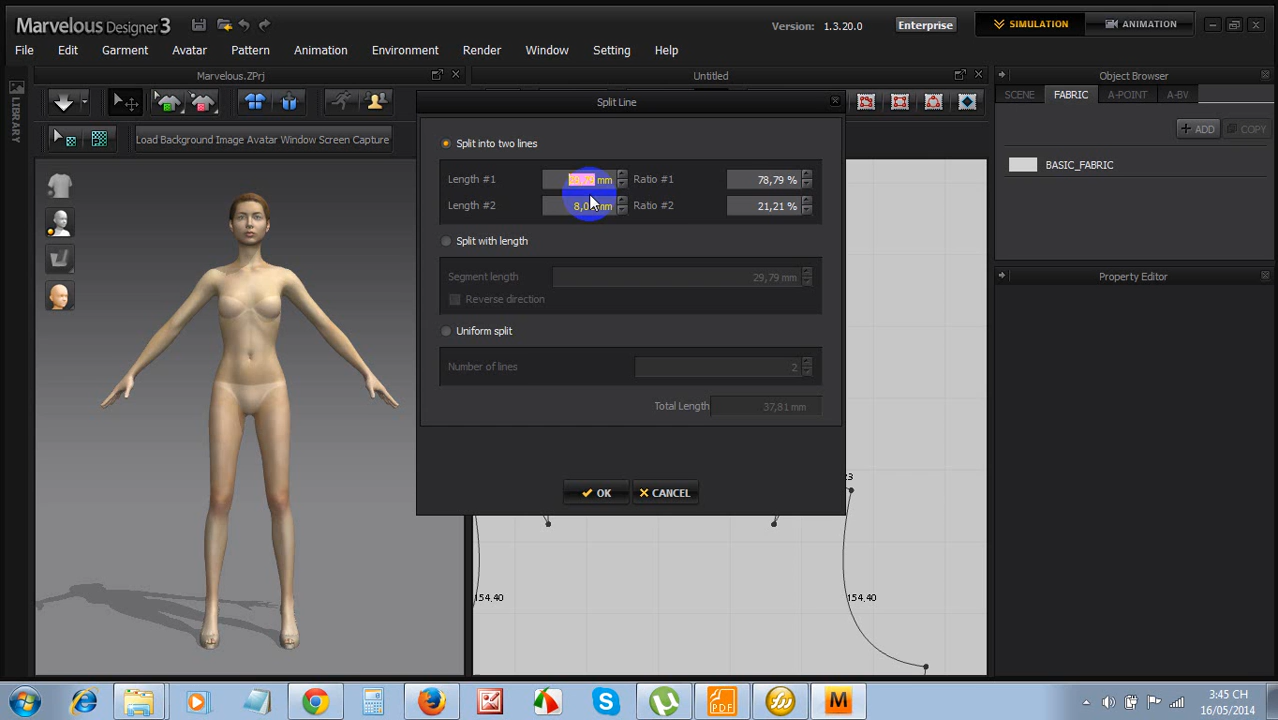 Marvelous Designer 3
Version: 1.3.20.0
Enterprise
SIMULATION
ANIMATION
File Edit Garment Avatar Pattern Animation Environment Render Window Setting Help
Marvelous.ZPrj
Untitled
Object Browser
LIBRARY
Load Background Image Avatar Window Screen Capture
SCENE FABRIC A-POINT A-BV
ADD COPY
BASIC_FABRIC
Property Editor
Split Line
Split into two lines
Length #1 mm Ratio #1 78,79 %
Length #2 8,0 mm Ratio #2 21,21 %
Split with length
Segment length 29,79 mm
Reverse direction
Uniform split
Number of lines 2
Total Length 37,81 mm
OK CANCEL
154.40
154.40
PDF
M
3:45 CH
16/05/2014